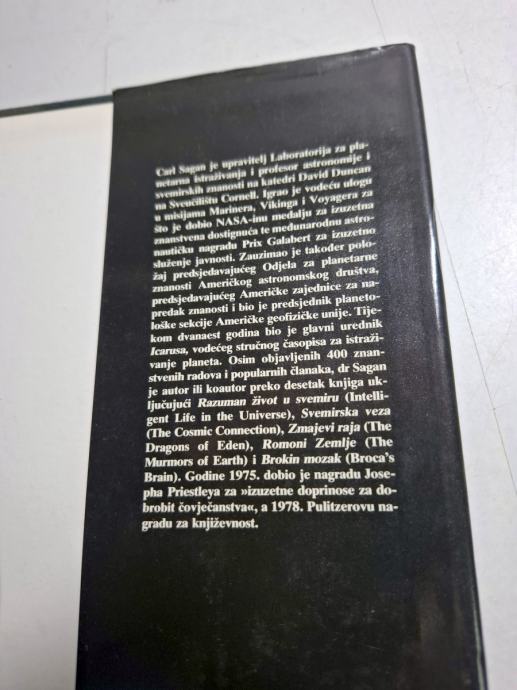 Carl Sagan je upravitelj Laboratorija za pla-
netarna istraživanja i profesor astronomije i
svemirskih znanosti na katedri David Duncan
na Sveučilištu Cornell. Igrao je vodeću ulogu
u misijama Marinera, Vikinga i Voyagera za
što je dobio NASA-inu medalju za izuzetna
znanstvena dostignuća te međunarodnu astro-
nautičku nagradu Prix Galabert za izuzetno
služenje javnosti. Zauzimao je također polo-
žaj predsjedavajućeg Odjela za planetarne
znanosti Američkog astronomskog društva,
predsjedavajućeg Američke zajednice za na-
predak znanosti i bio je predsjednik planeto-
loške sekcije Američke geofizičke unije. Tije-
kom dvanaest godina bio je glavni urednik
Icarusa, vodećeg stručnog časopisa za istraži-
vanje planeta. Osim objavljenih 400 znan-
stvenih radova i popularnih članaka, dr Sagan
je autor ili koautor preko desetak knjiga uk-
ljučujući Razuman život u svemiru (Intelli-
gent Life in the Universe), Svemirska veza
(The Cosmic Connection), Zmajevi raja (The
Dragons of Eden), Romoni Zemlje (The
Murmors of Earth) i Brokin mozak (Broca's
Brain). Godine 1975. dobio je nagradu Jose-
pha Priestleya za »izuzetne doprinose za do-
brobit čovječanstva«, a 1978. Pulitzerovu na-
gradu za književnost.